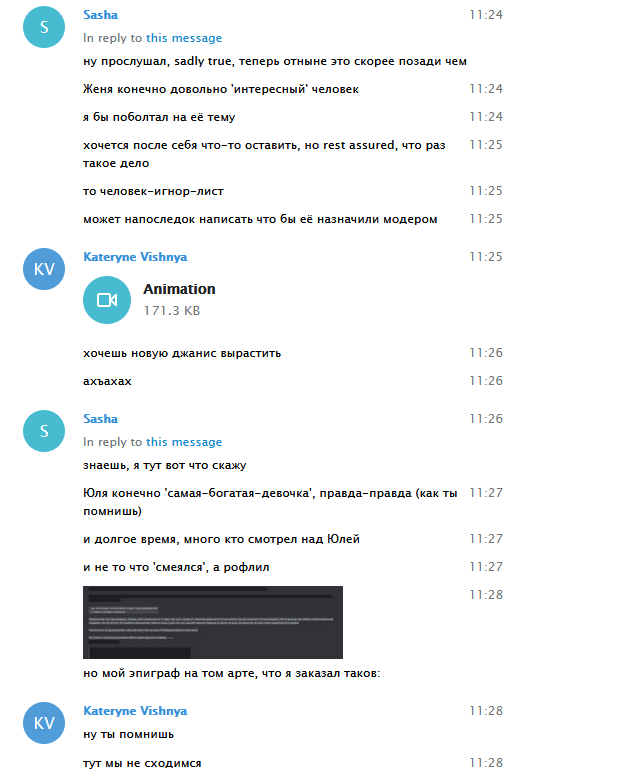 S
Sasha 11:24
In reply to this message
ну прослушал, sadly true, теперь отныне это скорее позади чем
Женя конечно довольно 'интересный' человек 11:24
я бы поболтал на её тему 11:24
хочется после себя что-то оставить, но rest assured, что раз 11:25
такое дело
то человек-игнор-лист 11:25
может напоследок написать что бы её назначили модером 11:25
KV
Kateryne Vishnya 11:25
Animation
171.3 KB
хочешь новую джанис вырастить 11:26
ахъахах 11:26
S
Sasha 11:26
In reply to this message
знаешь, я тут вот что скажу
Юля конечно 'самая-богатая-девочка', правда-правда (как ты 11:27
помнишь)
и долгое время, много кто смотрел над Юлей 11:27
и не то что 'смеялся', а рофлил 11:27
11:28
но мой эпиграф на том арте, что я заказал таков:
KV
Kateryne Vishnya 11:28
ну ты помнишь
тут мы не сходимся 11:28